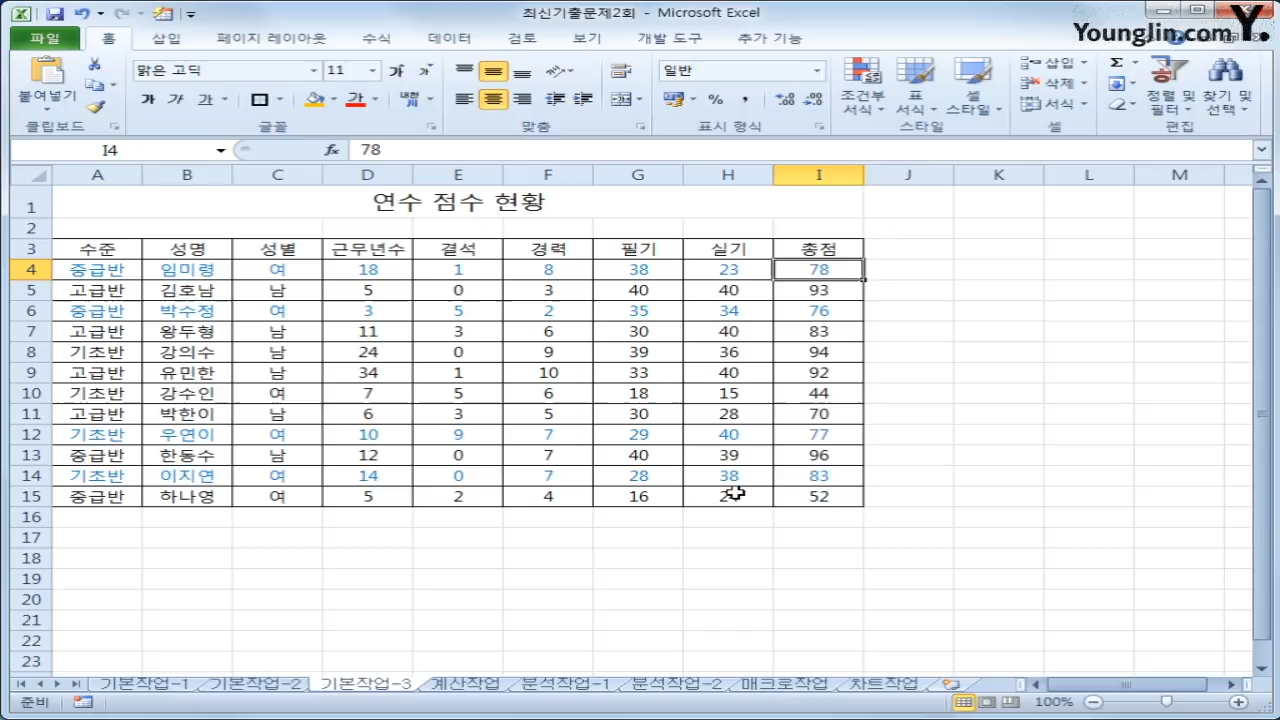 최신기출문제2회 - Microsoft Excel
YoungJin.com Y.
파일 홈 삽입 페이지 레이아웃 수식 데이터 검토 보기 개발 도구 추가 기능
붙여넣기 맑은 고딕 11 가 가 일반 조건부 서식 표 서식 셀 스타일 삽입 삭제 서식 정렬 및 필터 찾기 및 선택
클립보드 글꼴 맞춤 표시 형식 스타일 셀 편집
I4 fx 78
A B C D E F G H I J K L M
1 연수 점수 현황
2
3 수준 성명 성별 근무년수 결석 경력 필기 실기 총점
4 중급반 임미령 여 18 1 8 38 23 78
5 고급반 김호남 남 5 0 3 40 40 93
6 중급반 박수정 여 3 5 2 35 34 76
7 고급반 왕두형 남 11 3 6 30 40 83
8 기초반 강의수 남 24 0 9 39 36 94
9 고급반 유민한 남 34 1 10 33 40 92
10 기초반 강수인 여 7 5 6 18 15 44
11 고급반 박한이 남 6 3 5 30 28 70
12 기초반 우연이 여 10 9 7 29 40 77
13 중급반 한동수 남 12 0 7 40 39 96
14 기초반 이지연 여 14 0 7 28 38 83
15 중급반 하나영 여 5 2 4 16 52
16
17
18
19
20
21
22
23
기본작업-1 기본작업-2 기본작업-3 계산작업 분석작업-1 분석작업-2 매크로작업 차트작업
준비 100%